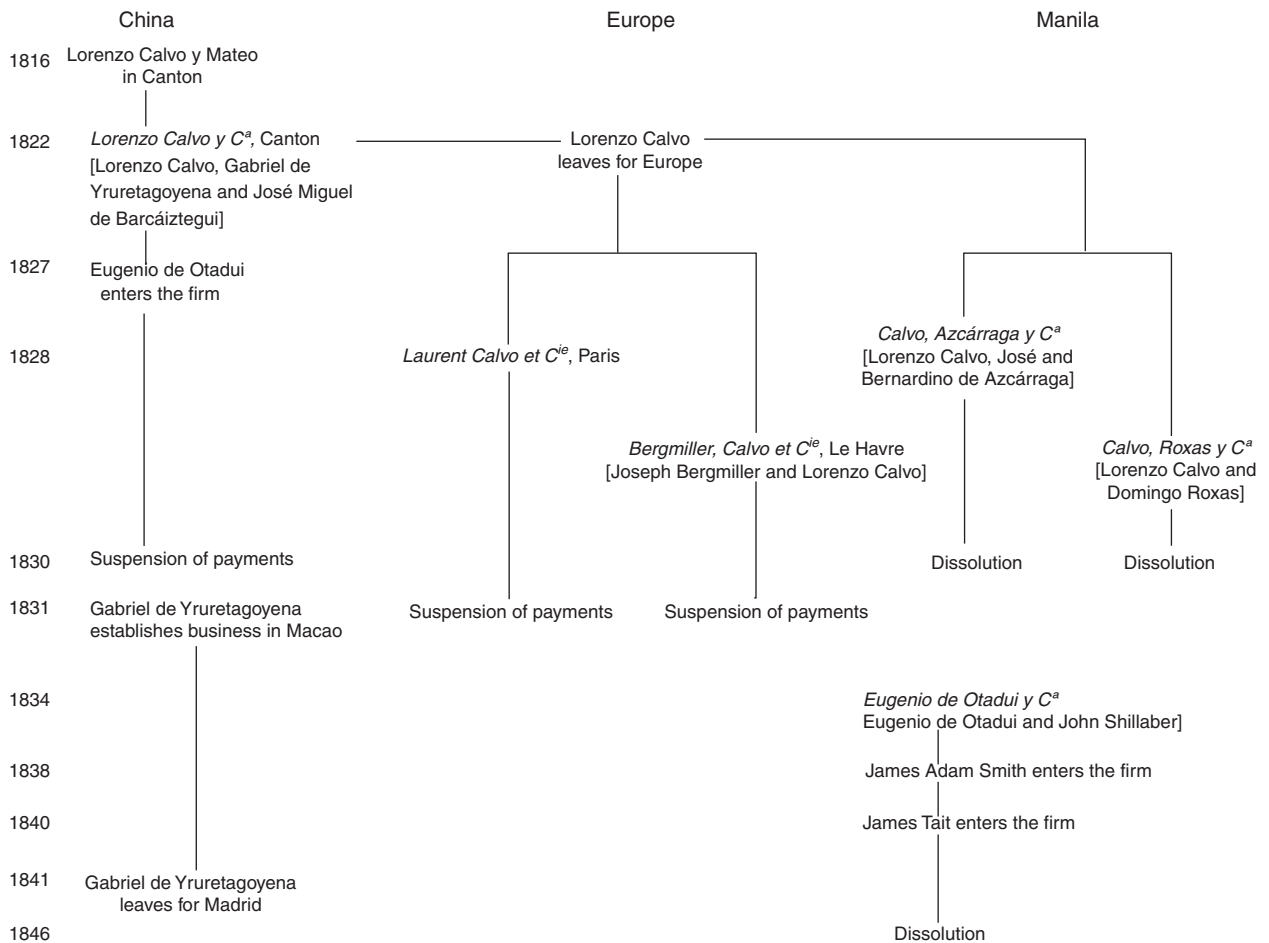 China
Europe
Manila
1816
Lorenzo Calvo y Mateo
in Canton
1822
Lorenzo Calvo y Cª, Canton
[Lorenzo Calvo, Gabriel de
Yruretagoyena and José Miguel
de Barcáiztegui]
Lorenzo Calvo
leaves for Europe
1827
Eugenio de Otadui
enters the firm
1828
Laurent Calvo et Cie, Paris
Calvo, Azcárraga y Cª
[Lorenzo Calvo, José and
Bernardino de Azcárraga]
Bergmiller, Calvo et Cie, Le Havre
[Joseph Bergmiller and Lorenzo Calvo]
Calvo, Roxas y Cª
[Lorenzo Calvo and
Domingo Roxas]
1830
Suspension of payments
Dissolution
Dissolution
1831
Gabriel de Yruretagoyena
establishes business in Macao
Suspension of payments
Suspension of payments
1834
Eugenio de Otadui y Cª
Eugenio de Otadui and John Shillaber]
1838
James Adam Smith enters the firm
1840
James Tait enters the firm
1841
Gabriel de Yruretagoyena
leaves for Madrid
1846
Dissolution